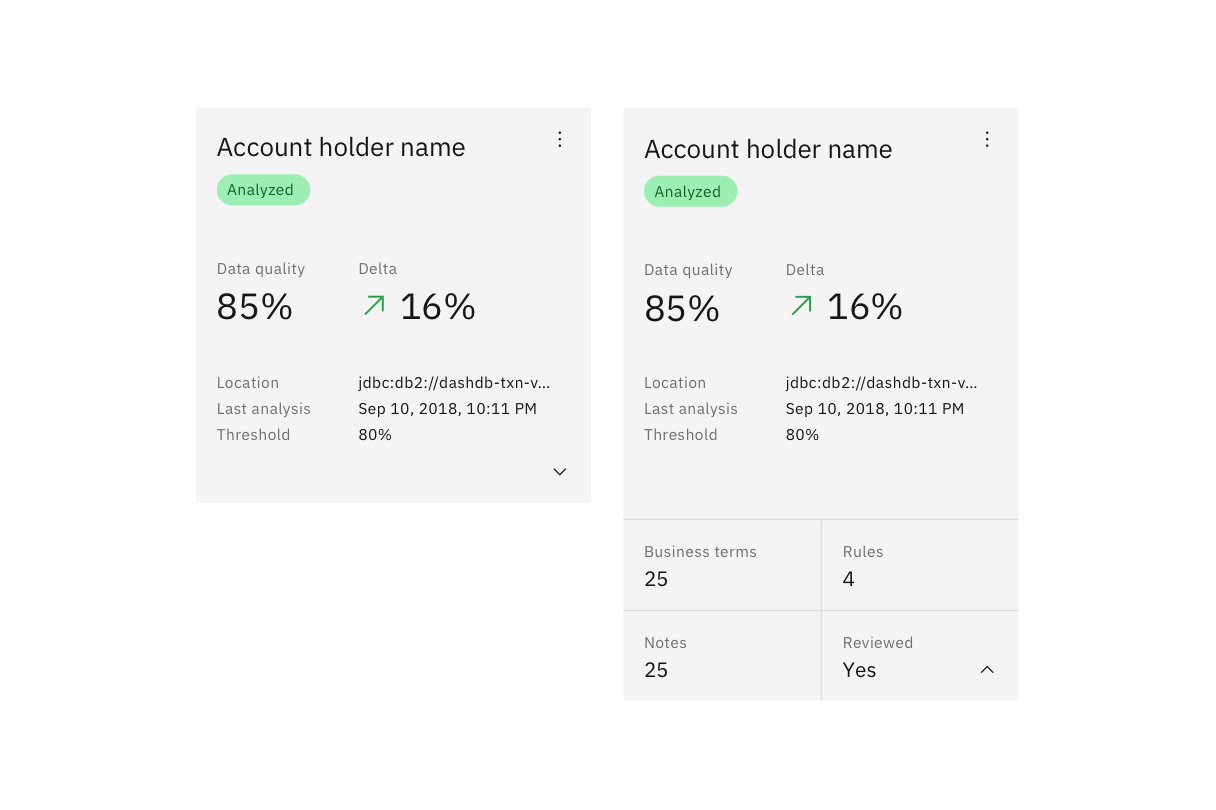 Account holder name
Analyzed
Data quality Delta
85% 16%
Location jdbc:db2://dashdb-txn-v...
Last analysis Sep 10, 2018, 10:11 PM
Threshold 80%
Account holder name
Analyzed
Data quality Delta
85% 16%
Location jdbc:db2://dashdb-txn-v...
Last analysis Sep 10, 2018, 10:11 PM
Threshold 80%
Business terms Rules
25 4
Notes Reviewed
25 Yes